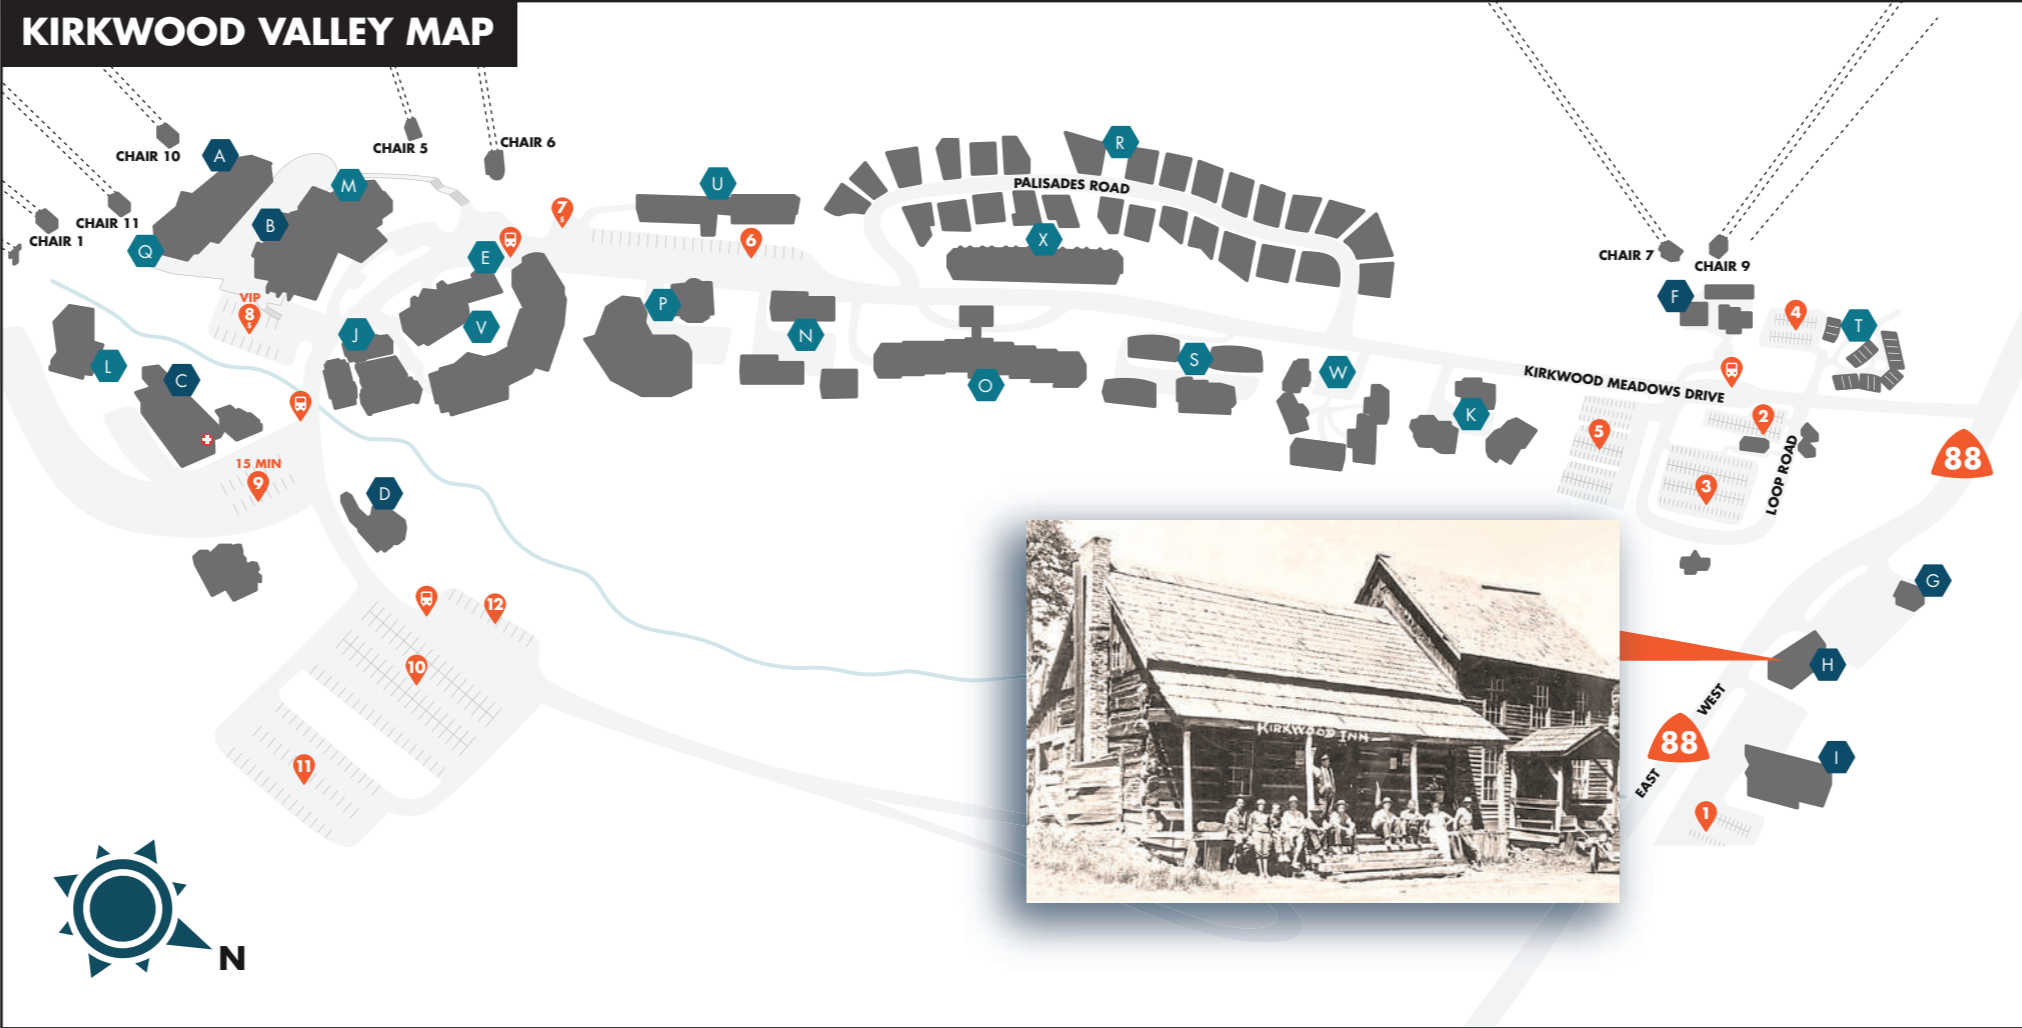 KIRKWOOD VALLEY MAP
CHAIR 10
CHAIR 11
CHAIR 1
CHAIR 5
CHAIR 6
A
M
B
Q
E
7
$
U
6
R
PALISADES ROAD
X
CHAIR 7
CHAIR 9
F
4
T
VIP
8
$
J
V
P
N
L
C
O
S
W
K
KIRKWOOD MEADOWS DRIVE
5
2
3
LOOP ROAD
88
15 MIN
9
D
12
10
11
G
H
WEST
88
EAST
I
1
KIRKWOOD INN
N